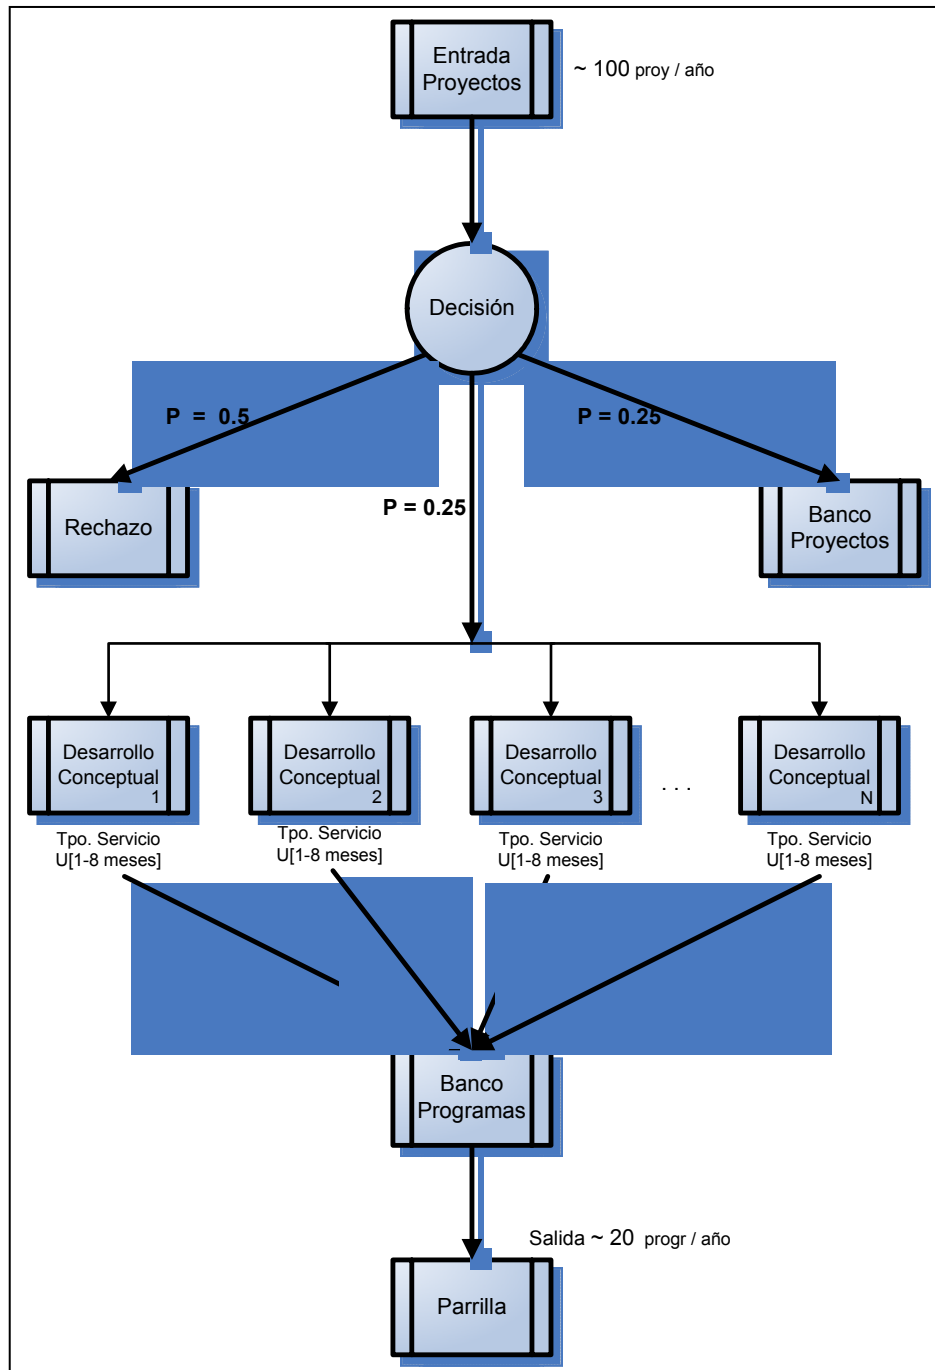 Entrada
Proyectos
~ 100 proy / año
Decisión
P = 0.5
P = 0.25
P = 0.25
Rechazo
Banco
Proyectos
Desarrollo
Conceptual
1
Desarrollo
Conceptual
2
Desarrollo
Conceptual
3
. . .
Desarrollo
Conceptual
N
Tpo. Servicio
U[1-8 meses]
Tpo. Servicio
U[1-8 meses]
Tpo. Servicio
U[1-8 meses]
Tpo. Servicio
U[1-8 meses]
Banco
Programas
Salida ~ 20 progr / año
Parrilla